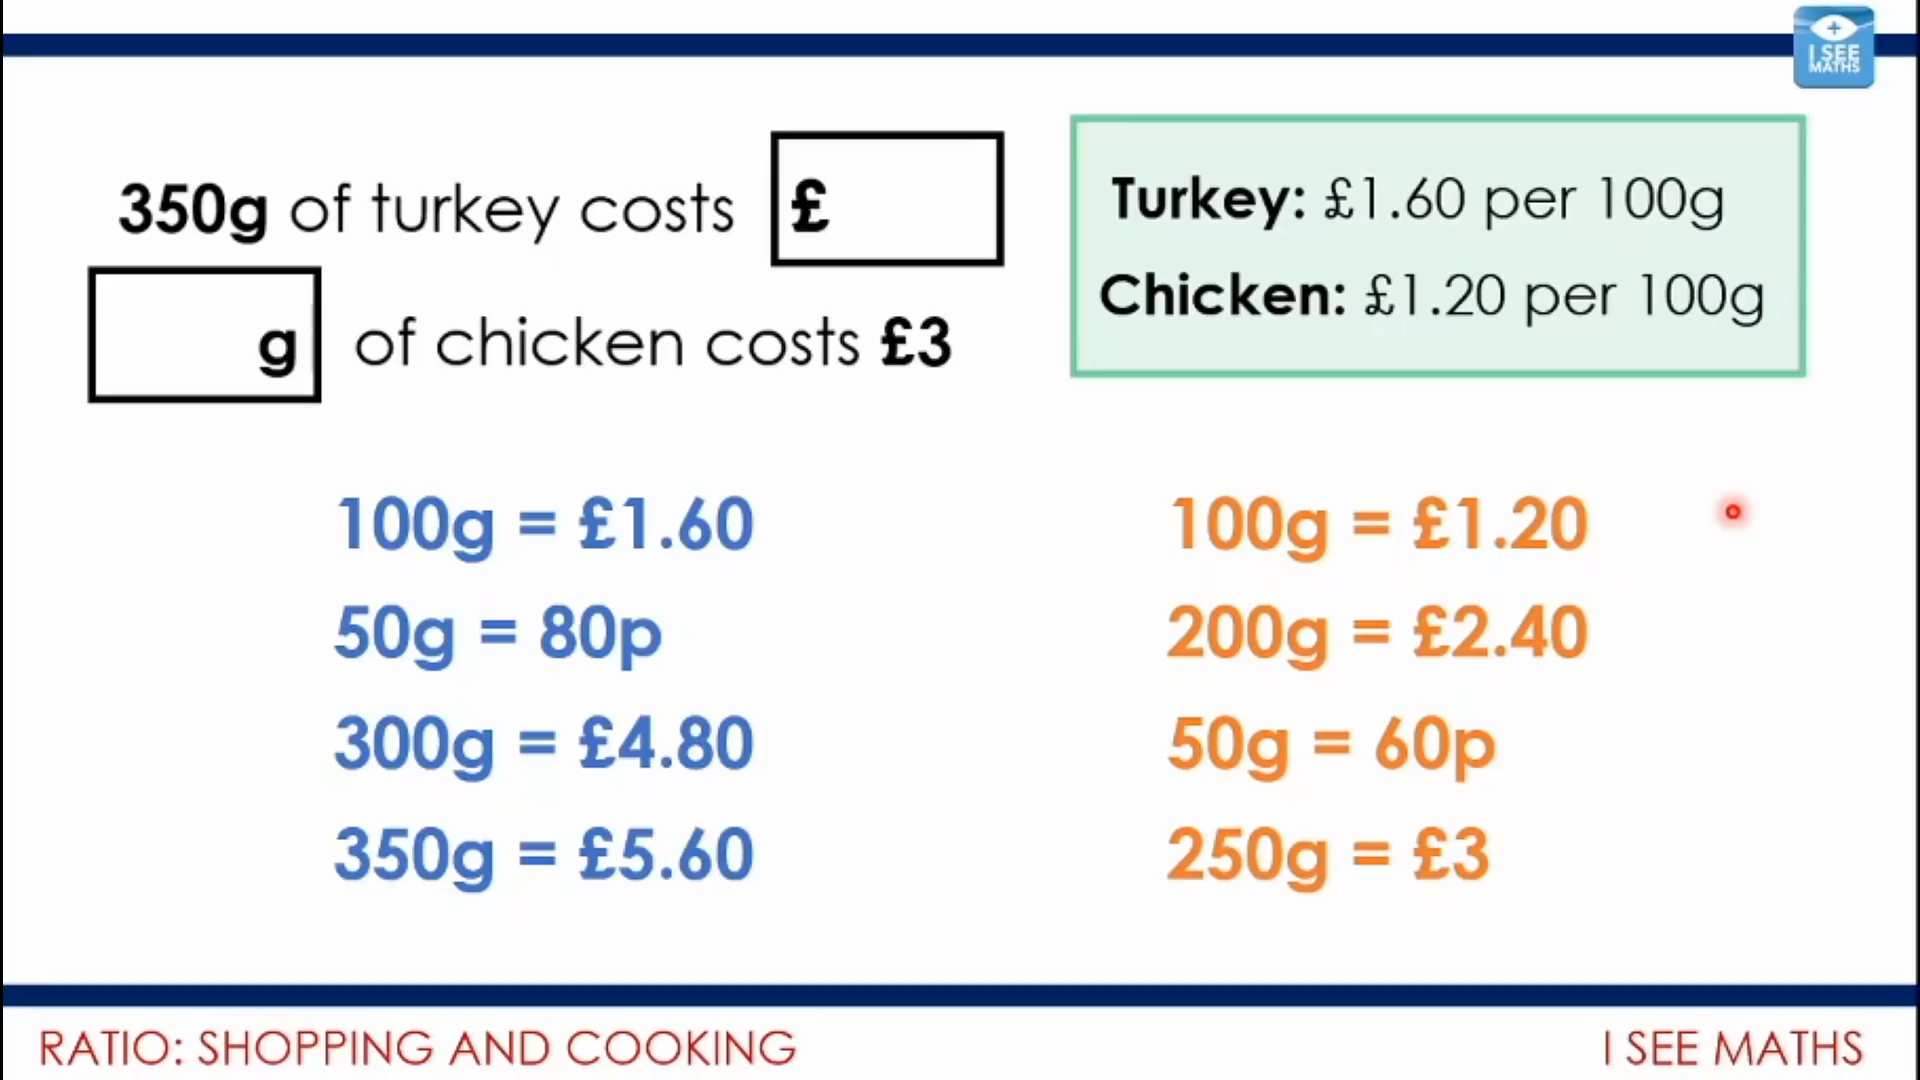 I SEE
MATHS
350g of turkey costs £
g of chicken costs £3
Turkey: £1.60 per 100g
Chicken: £1.20 per 100g
100g = £1.60
50g = 80p
300g = £4.80
350g = £5.60
100g = £1.20
200g = £2.40
50g = 60p
250g = £3
RATIO: SHOPPING AND COOKING
I SEE MATHS